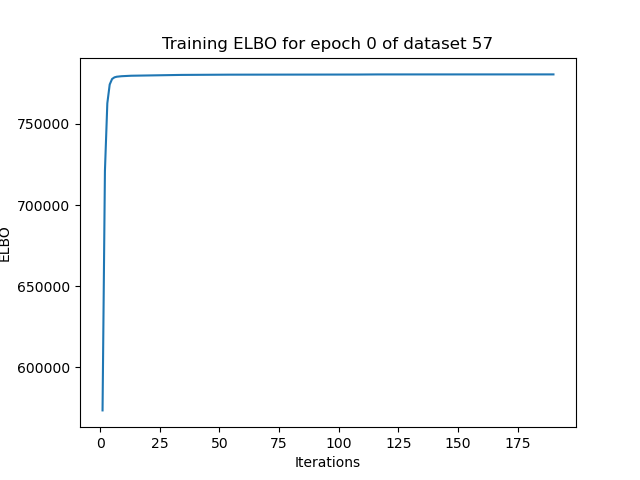 Training ELBO for epoch 0 of dataset 57
750000
700000
650000
600000
ELBO
0 25 50 75 100 125 150 175
Iterations